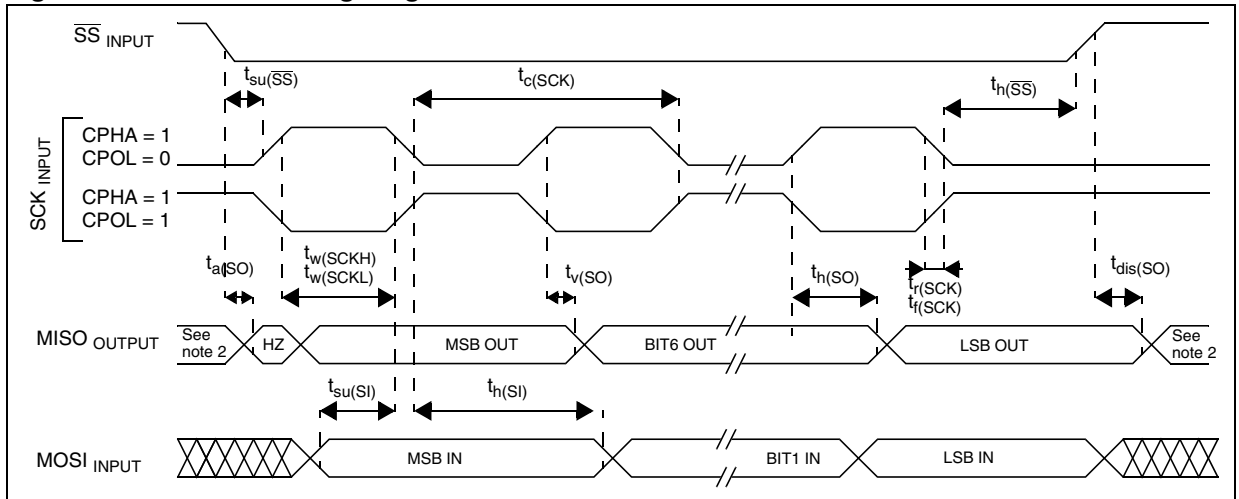 SS INPUT
tsu(SS)
tc(SCK)
th(SS)
SCK INPUT
CPHA = 1
CPOL = 0
CPHA = 1
CPOL = 1
ta(SO)
tw(SCKH)
tw(SCKL)
tv(SO)
th(SO)
tr(SCK)
tf(SCK)
tdis(SO)
MISO OUTPUT
See
note 2
HZ
MSB OUT
BIT6 OUT
LSB OUT
See
note 2
tsu(SI)
th(SI)
MOSI INPUT
MSB IN
BIT1 IN
LSB IN